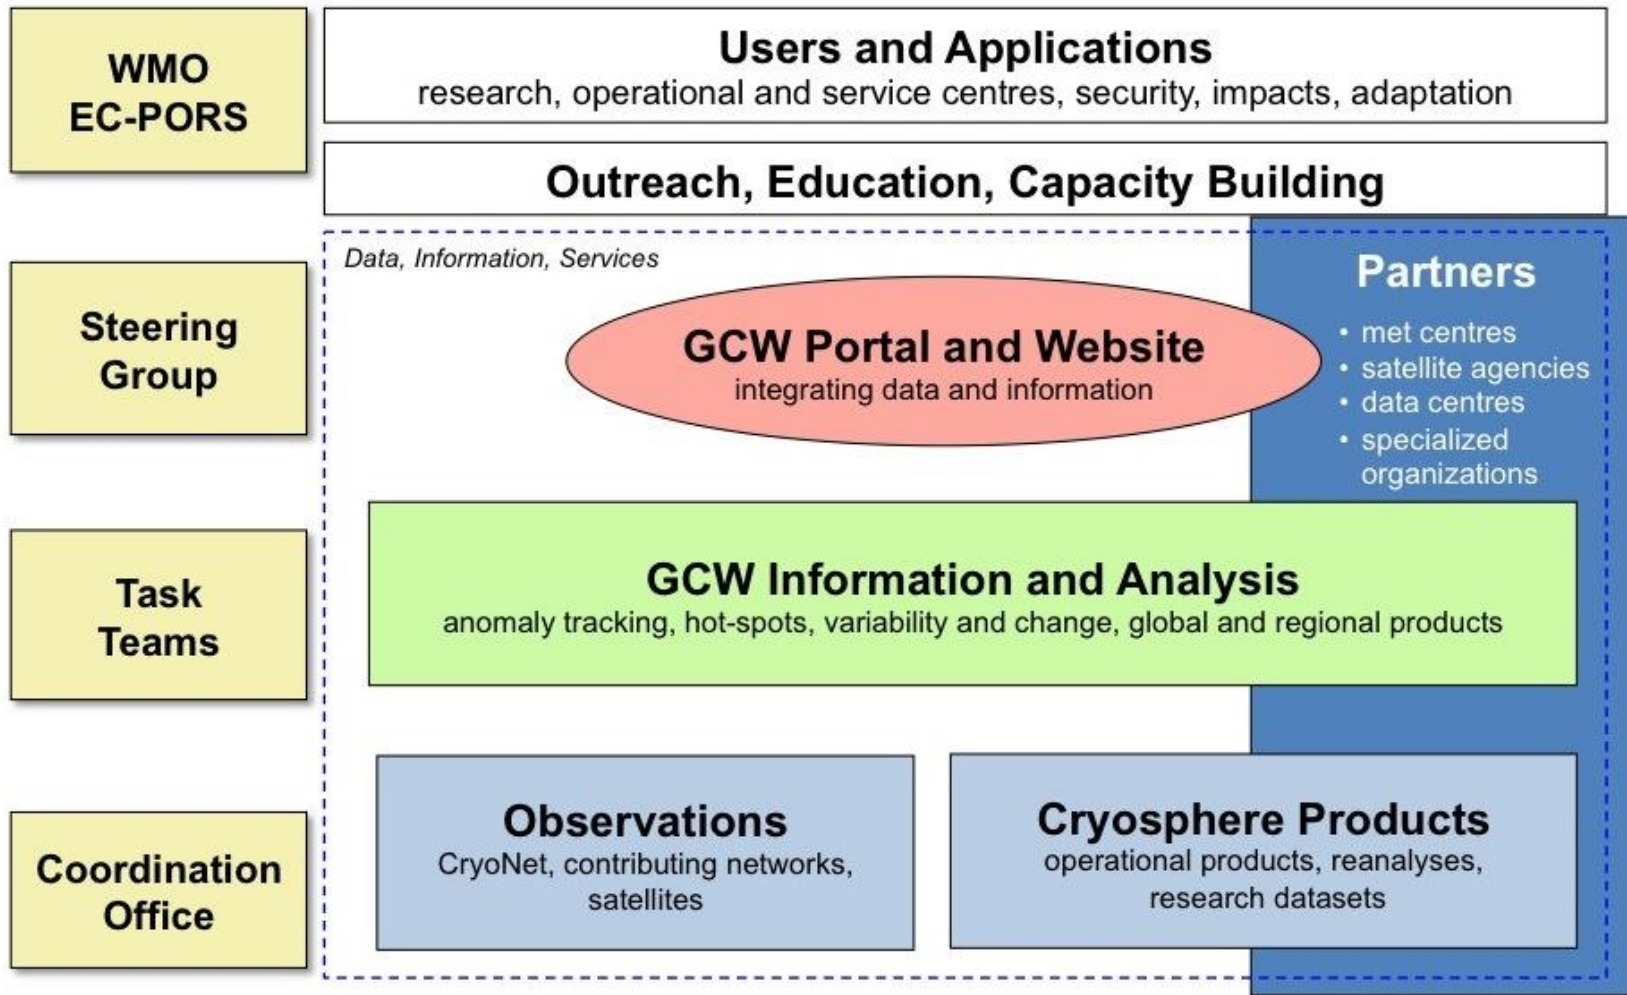 WMO
EC-PORS
Users and Applications
research, operational and service centres, security, impacts, adaptation
Outreach, Education, Capacity Building
Data, Information, Services
Steering
Group
GCW Portal and Website
integrating data and information
Partners
• met centres
• satellite agencies
• data centres
• specialized
organizations
Task
Teams
GCW Information and Analysis
anomaly tracking, hot-spots, variability and change, global and regional products
Coordination
Office
Observations
CryoNet, contributing networks,
satellites
Cryosphere Products
operational products, reanalyses,
research datasets